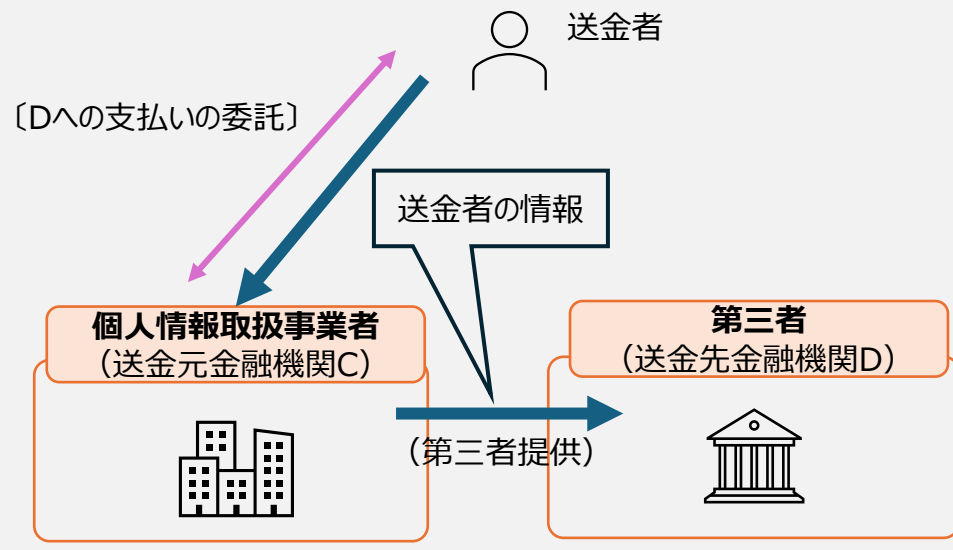 送金者
〔Dへの支払いの委託〕
送金者の情報
個人情報取扱事業者
（送金元金融機関C）
第三者
（送金先金融機関D）
（第三者提供）